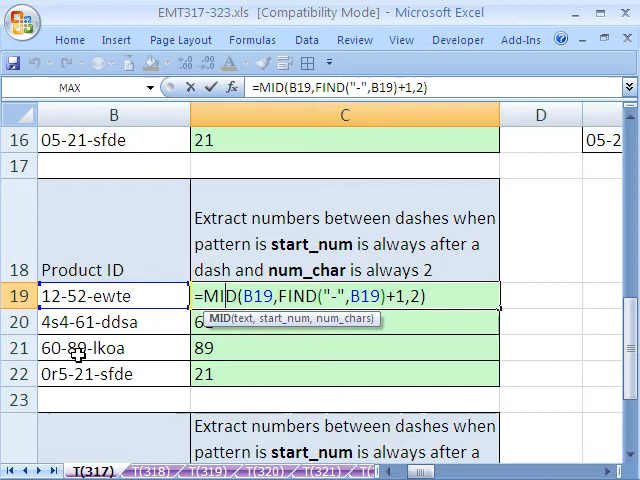 EMT317-323.xls [Compatibility Mode] - Microsoft Excel
Home Insert Page Layout Formulas Data Review View Developer Add-Ins
MAX =MID(B19,FIND("-",B19)+1,2)
B C D
16 05-21-sfde 21 05-2
17
Extract numbers between dashes when
pattern is start_num is always after a
18 Product ID dash and num_char is always 2
19 12-52-ewte =MID(B19,FIND("-",B19)+1,2)
MID(text, start_num, num_chars)
20 4s4-61-ddsa
21 60-89-lkoa 89
22 0r5-21-sfde 21
23
Extract numbers between dashes when
pattern is start_num is always after a
T(317) T(318) T(319) T(320) T(321)